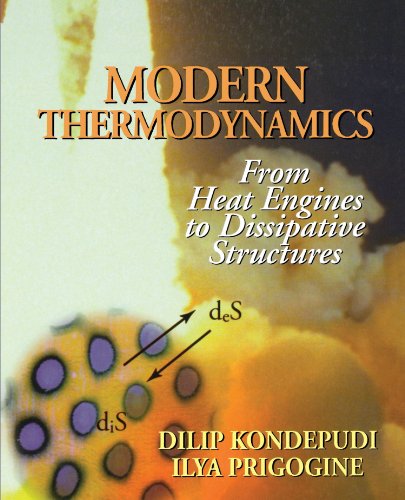 MODERN
THERMODYNAMICS
From
Heat Engines
to Dissipative
Structures
dₑS
dᵢS
DILIP KONDEPUDI
ILYA PRIGOGINE